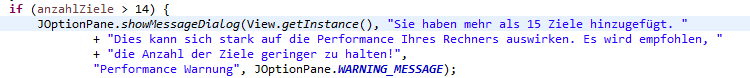 if (anzahlZiele > 14) {
JOptionPane.showMessageDialog(View.getInstance(), "Sie haben mehr als 15 Ziele hinzugefügt. "
+ "Dies kann sich stark auf die Performance Ihres Rechners auswirken. Es wird empfohlen, "
+ "die Anzahl der Ziele geringer zu halten!",
"Performance Warnung", JOptionPane.WARNING_MESSAGE);